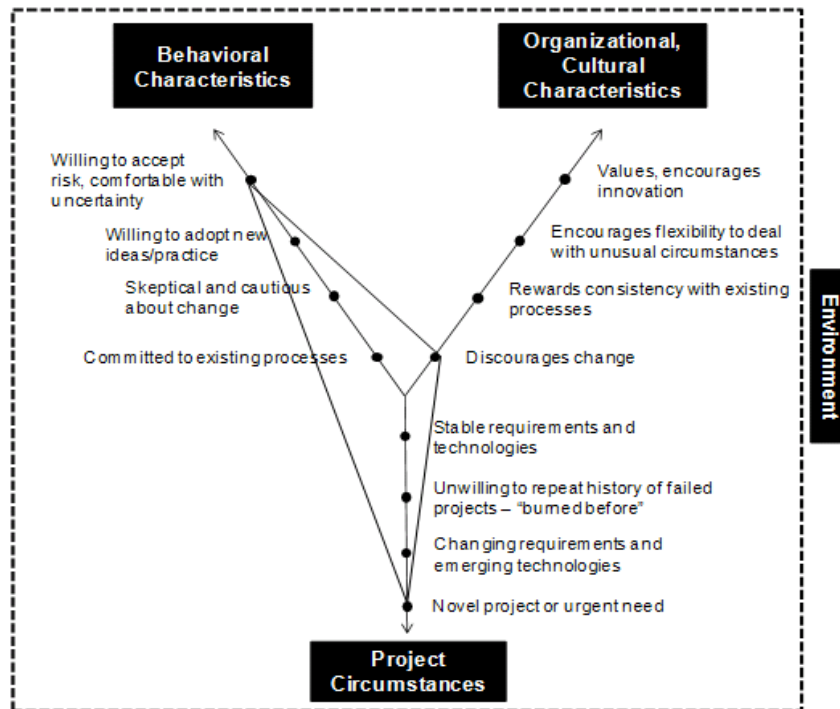 Behavioral
Characteristics
Organizational,
Cultural
Characteristics
Willing to accept
risk, comfortable with
uncertainty
Values, encourages
innovation
Willing to adopt new
ideas/practice
Encourages flexibility to deal
with unusual circumstances
Skeptical and cautious
about change
Rewards consistency with existing
processes
Committed to existing processes
Discourages change
Environment
Stable requirements and
technologies
Unwilling to repeat history of failed
projects – “burned before”
Changing requirements and
emerging technologies
Novel project or urgent need
Project
Circumstances